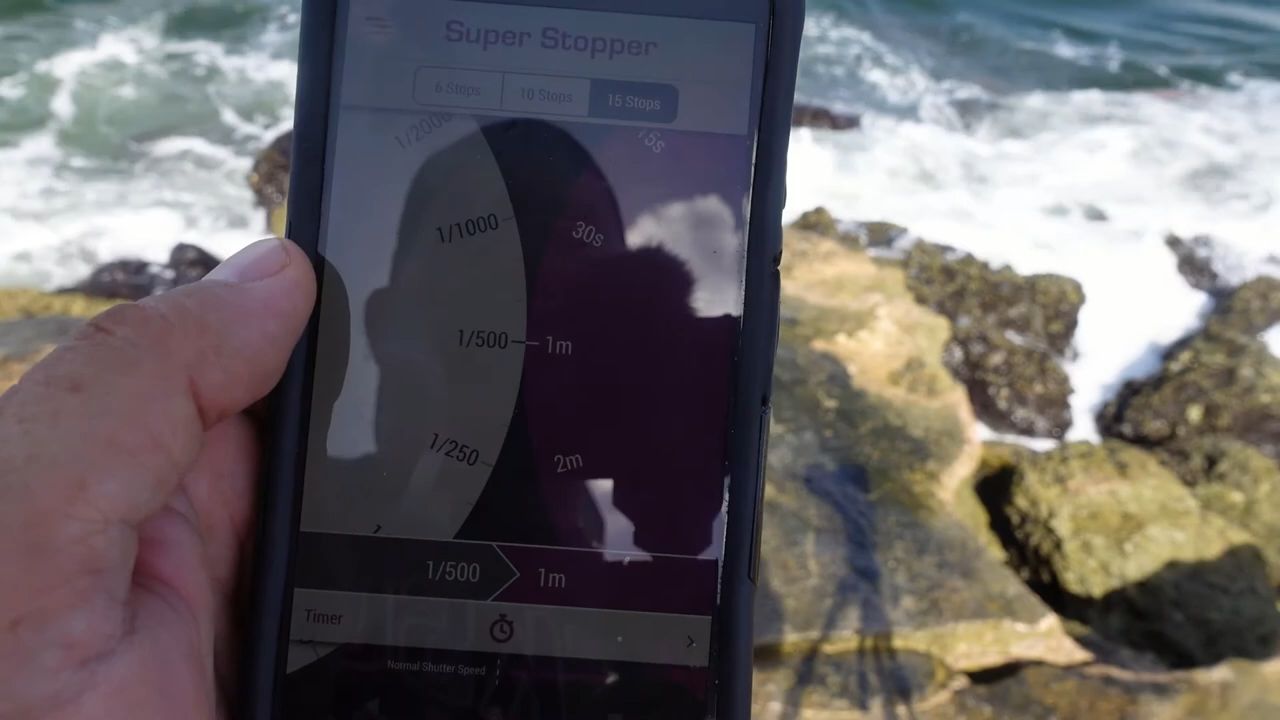 Super Stopper
6 Stops 10 Stops 15 Stops
1/2000 15s
1/1000 30s
1/500 1m
1/250 2m
1/500 1m
Timer
Normal Shutter Speed